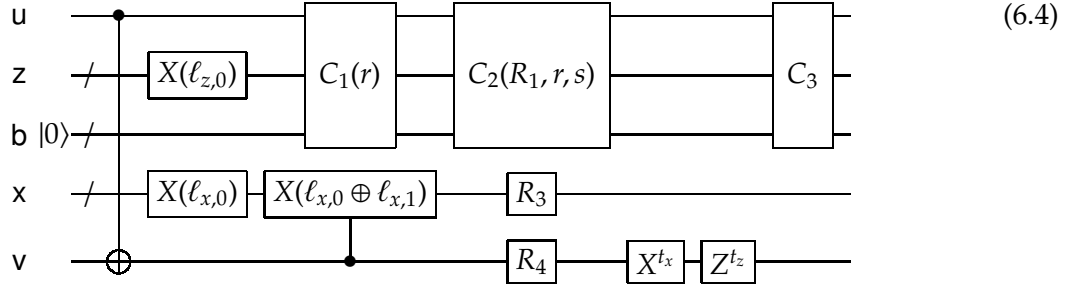 u (6.4)
z / X(ℓ_{z,0}) C_1(r) C_2(R_1, r, s) C_3
b |0⟩ /
x / X(ℓ_{x,0}) X(ℓ_{x,0} ⊕ ℓ_{x,1}) R_3
v R_4 X^{t_x} Z^{t_z}